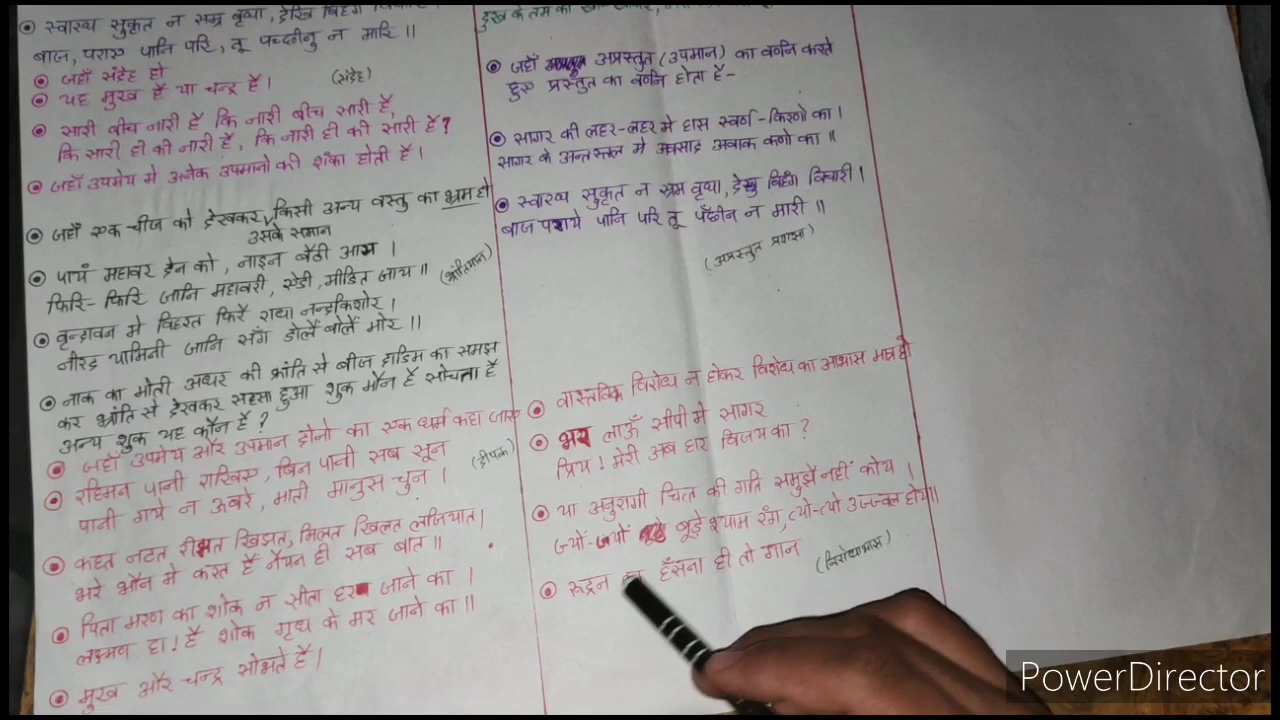 स्वारथ्य सुकृत न स्रम वृथा, देखि बिहंग
बाज, पराए पानि परि, तू पच्छीनु न मारि ॥
जहाँ संदेह हो
यह मुख है या चन्द्र है। (संदेह)
सारी बीच नारी है कि नारी बीच सारी है,
कि सारी ही की नारी है, कि नारी ही की सारी है?
जहाँ उपमेय मे अनेक उपमानो की शंका होती है।
जहाँ एक चीज को देखकर किसी अन्य वस्तु का भ्रम हो
उसके समान
पायं महावर देन को, नाइन बैठी आय ।
फिरि-फिरि जानि महावरी, एडी, मीडित जाय॥ (भ्रांतिमान)
वृन्दावन मे विहरत फिरै राधा नन्दकिशोर।
नीरद यामिनी जानि सँग डोलैं बोलैं मोर ।।
नाक का मोती अधर की क्रांति से बीज दाडिम का समझ
कर भ्रांति से देखकर सहसा हुआ शुक मौन है सोचता है
अन्य शुक यह कौन है?
जहाँ उपमेय और उपमान दोनो का एक धर्म कहा जाए
रहिमन पानी राखिए, बिन पानी सब सून (दीपक)
पानी गये न ऊबरे, मोती मानुस चुन ।
कहत नटत रीझत खिझत, मिलत खिलत लजियात।
भरे भौन मे करत है नैयन ही सब बात॥
पिता मरण का शोक न सीता हर जाने का ।
लक्ष्मण हा! है शोक गृध के मर जाने का ॥
मुख और चन्द्र सोभते है।
दुख के तम का
जहाँ अप्रस्तुत (उपमान) का वर्णन करते
हुए प्रस्तुत का वर्णन होता है-
सागर की लहर-लहर मे हास स्वर्ण-किरणो का।
सागर के अन्तस्तल मे अवसाद अवाक कणो का॥
स्वारथ्य सुकृत न स्रम वृथा, देखु बिहँग विचारी।
बाज पराये पानि परि तू पँछीन न मारी ॥
(अप्रस्तुत प्रशंसा)
वास्तविक विरोध न होकर विरोध का आभास मात्र हो
भर लाऊँ सीपी मे सागर
प्रिय! मेरी अब हार विजय का ?
या अनुरागी चित्त की गति समुझैं नहीं कोय ।
ज्यों-ज्यों बूडे श्याम रँग, त्यो-त्यो उज्ज्वल होय॥
रूदन हँसना ही तो गान (विरोधाभास)
PowerDirector